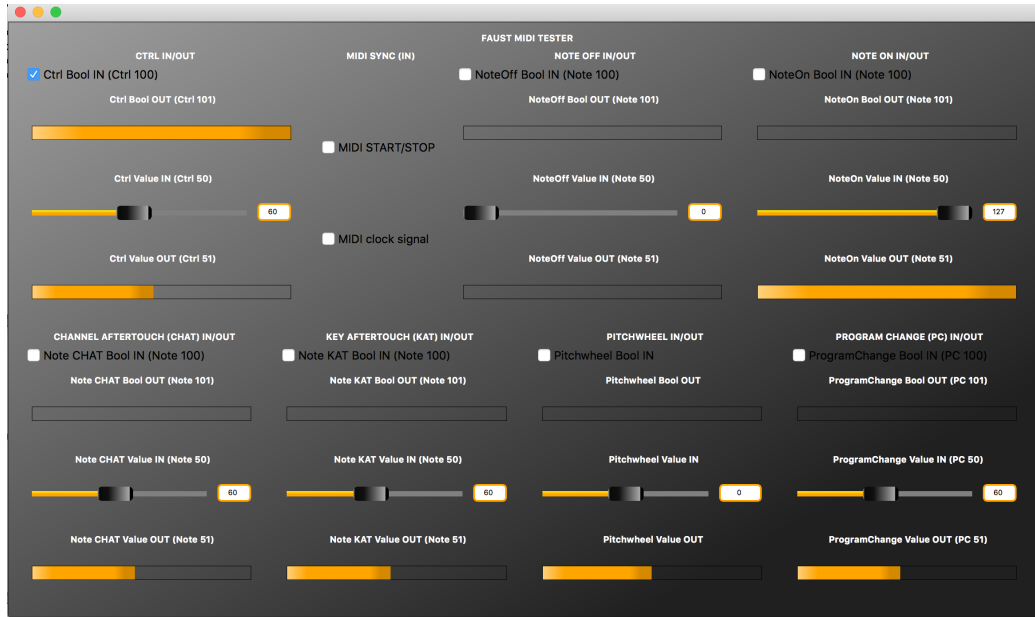 FAUST MIDI TESTER
CTRL IN/OUT
Ctrl Bool IN (Ctrl 100)
Ctrl Bool OUT (Ctrl 101)
Ctrl Value IN (Ctrl 50)
60
Ctrl Value OUT (Ctrl 51)
MIDI SYNC (IN)
MIDI START/STOP
MIDI clock signal
NOTE OFF IN/OUT
NoteOff Bool IN (Note 100)
NoteOff Bool OUT (Note 101)
NoteOff Value IN (Note 50)
0
NoteOff Value OUT (Note 51)
NOTE ON IN/OUT
NoteOn Bool IN (Note 100)
NoteOn Bool OUT (Note 101)
NoteOn Value IN (Note 50)
127
NoteOn Value OUT (Note 51)
CHANNEL AFTERTOUCH (CHAT) IN/OUT
Note CHAT Bool IN (Note 100)
Note CHAT Bool OUT (Note 101)
Note CHAT Value IN (Note 50)
60
Note CHAT Value OUT (Note 51)
KEY AFTERTOUCH (KAT) IN/OUT
Note KAT Bool IN (Note 100)
Note KAT Bool OUT (Note 101)
Note KAT Value IN (Note 50)
60
Note KAT Value OUT (Note 51)
PITCHWHEEL IN/OUT
Pitchwheel Bool IN
Pitchwheel Bool OUT
Pitchwheel Value IN
0
Pitchwheel Value OUT
PROGRAM CHANGE (PC) IN/OUT
ProgramChange Bool IN (PC 100)
ProgramChange Bool OUT (PC 101)
ProgramChange Value IN (PC 50)
60
ProgramChange Value OUT (PC 51)